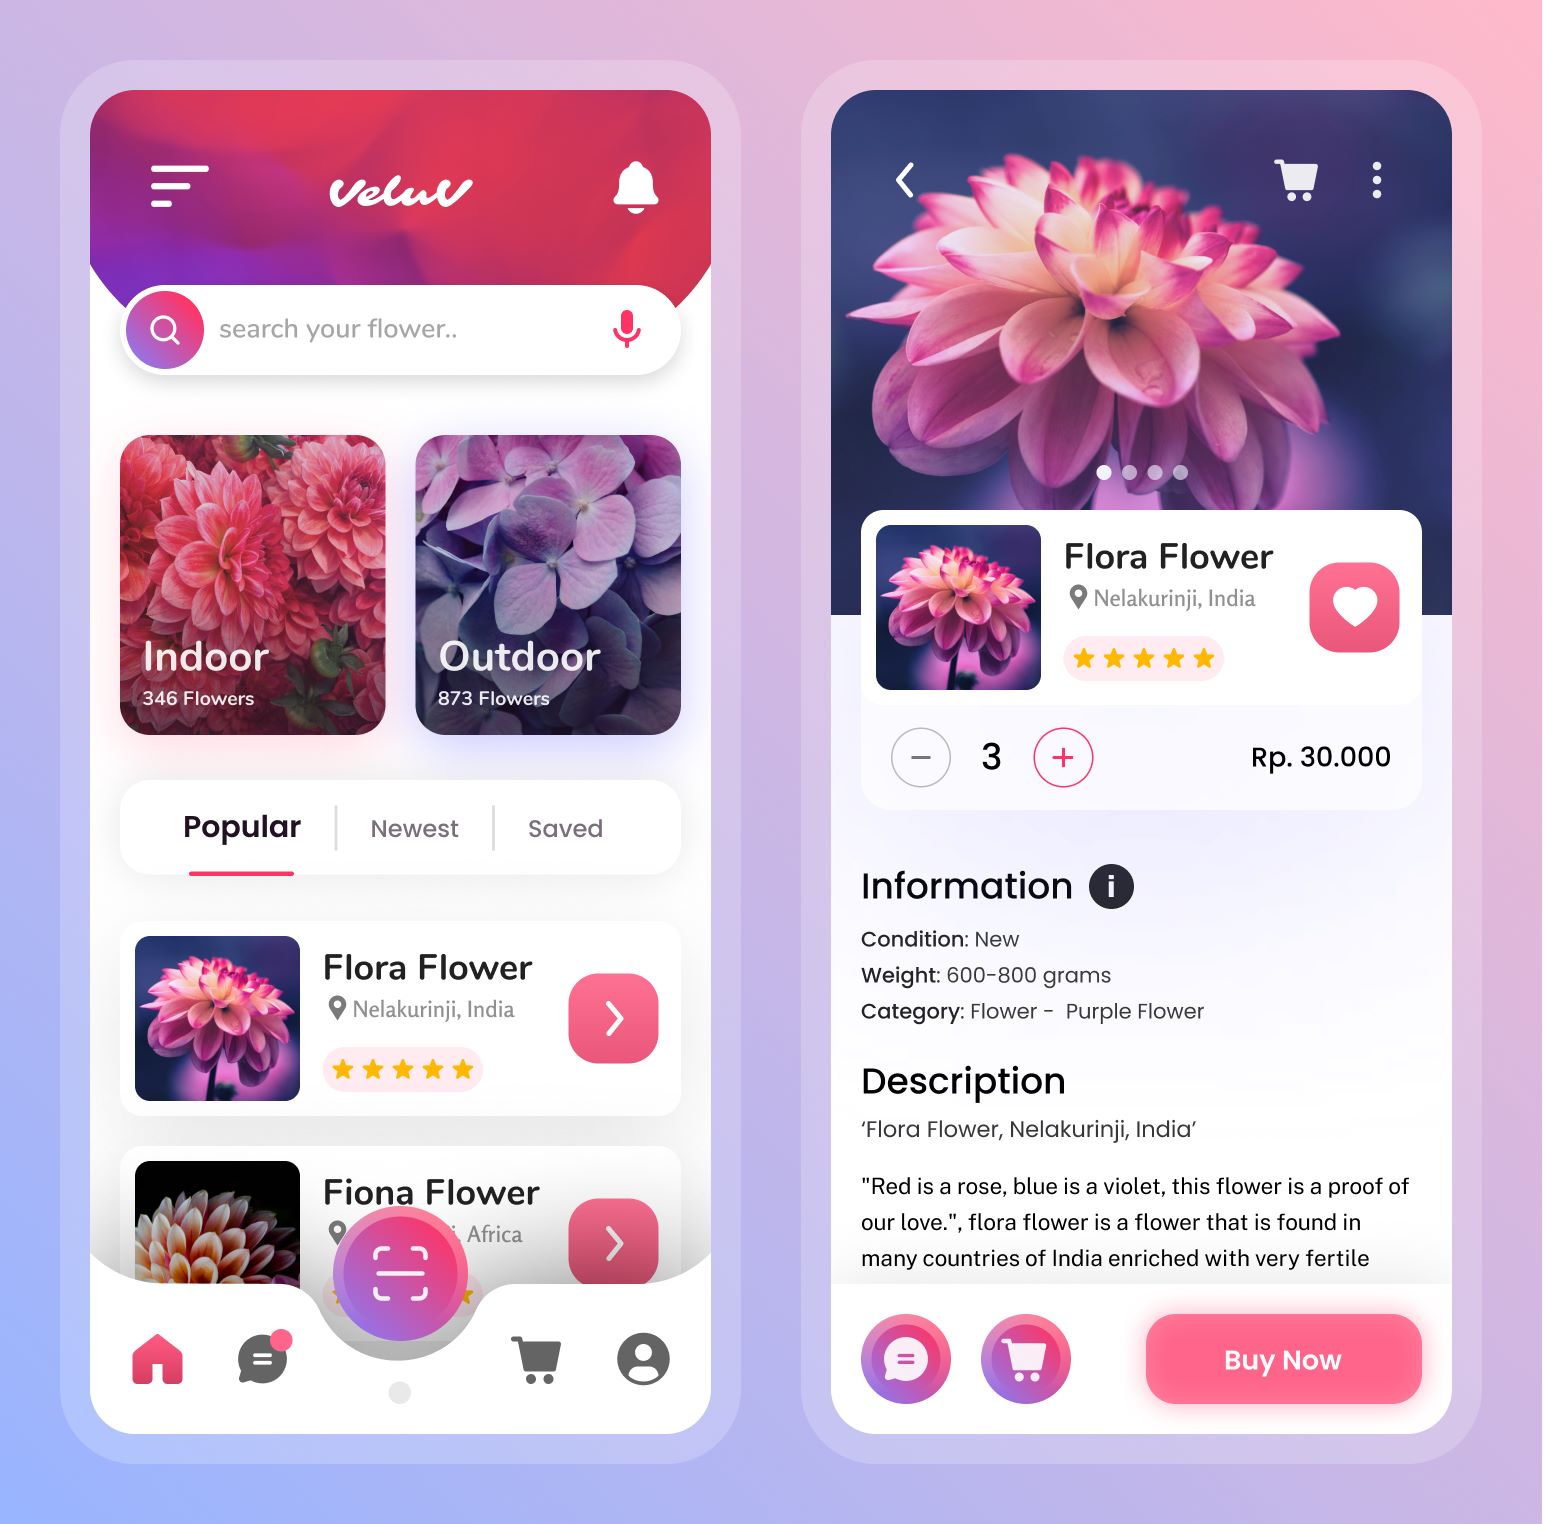 VeluV
search your flower..
Indoor
346 Flowers
Outdoor
873 Flowers
Popular
Newest
Saved
Flora Flower
Nelakurinji, India
Fiona Flower
Africa
Flora Flower
Nelakurinji, India
3
Rp. 30.000
Information i
Condition: New
Weight: 600-800 grams
Category: Flower - Purple Flower
Description
‘Flora Flower, Nelakurinji, India’
"Red is a rose, blue is a violet, this flower is a proof of
our love.", flora flower is a flower that is found in
many countries of India enriched with very fertile
Buy Now